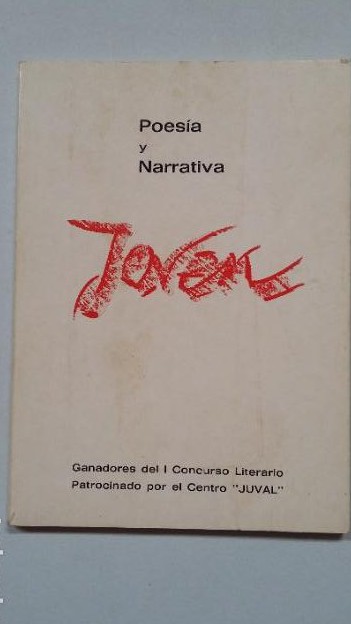 Poesía
y
Narrativa
Joven
Ganadores del I Concurso Literario
Patrocinado por el Centro "JUVAL"